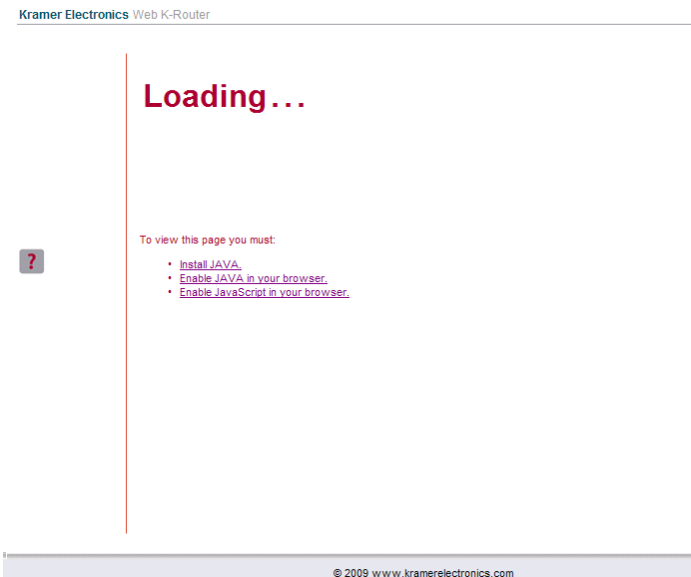 Kramer Electronics Web K-Router
Loading...
To view this page you must:
• Install JAVA.
?
• Enable JAVA in your browser.
• Enable JavaScript in your browser.
© 2009 www.kramerelectronics.com